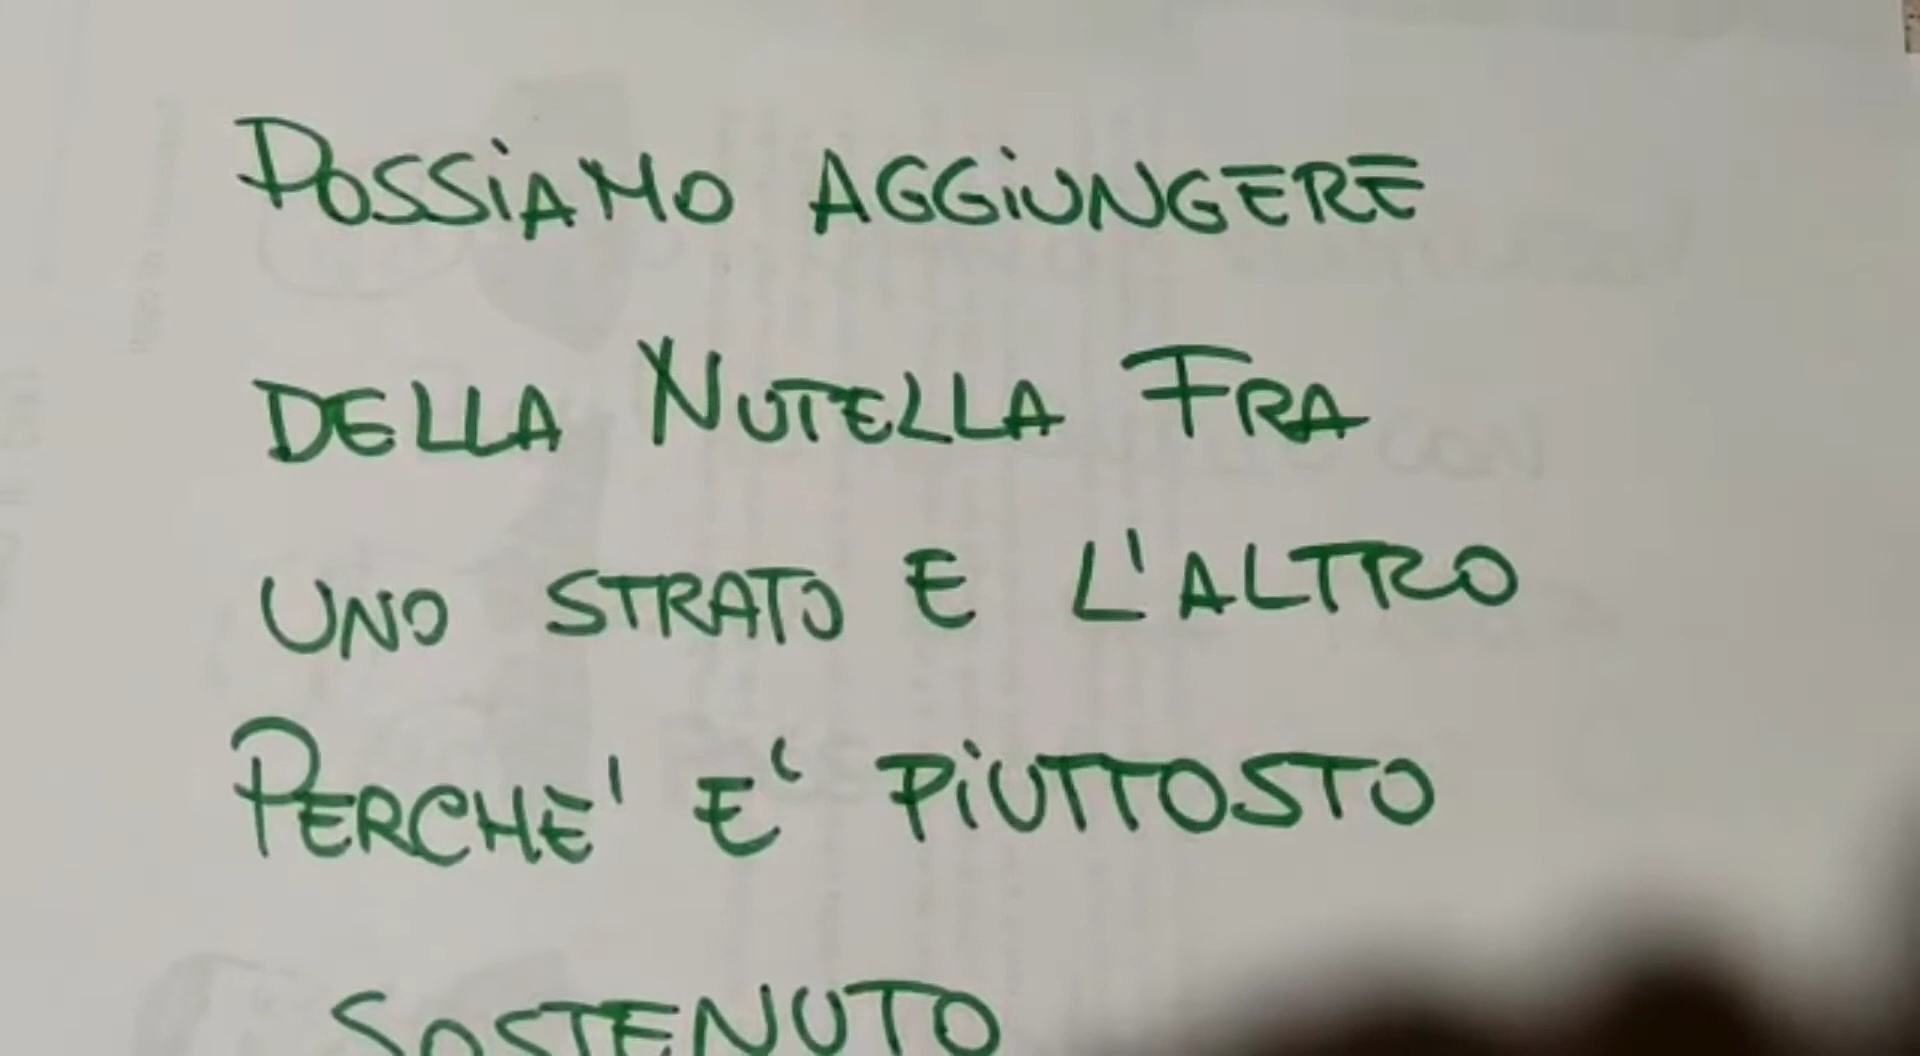 POSSiAMO AGGiUNGERE
DELLA NUTELLA FRA
UNO STRATO E L'ALTRO
PERCHE' E' PiUTTOSTO
SOSTENUTO